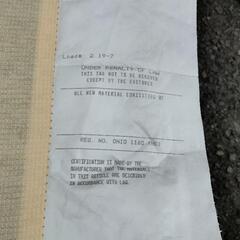 UNDER PENALTY OF LAW
THIS TAG NOT TO BE REMOVED
EXCEPT BY THE CUSTOMER
ALL NEW MATERIAL CONSISTING OF
REG. NO. OHIO
CERTIFICATION IS MADE BY THE
MANUFACTURER THAT THE MATERIALS
IN THIS ARTICLE ARE DESCRIBED
IN ACCORDANCE WITH LAW.